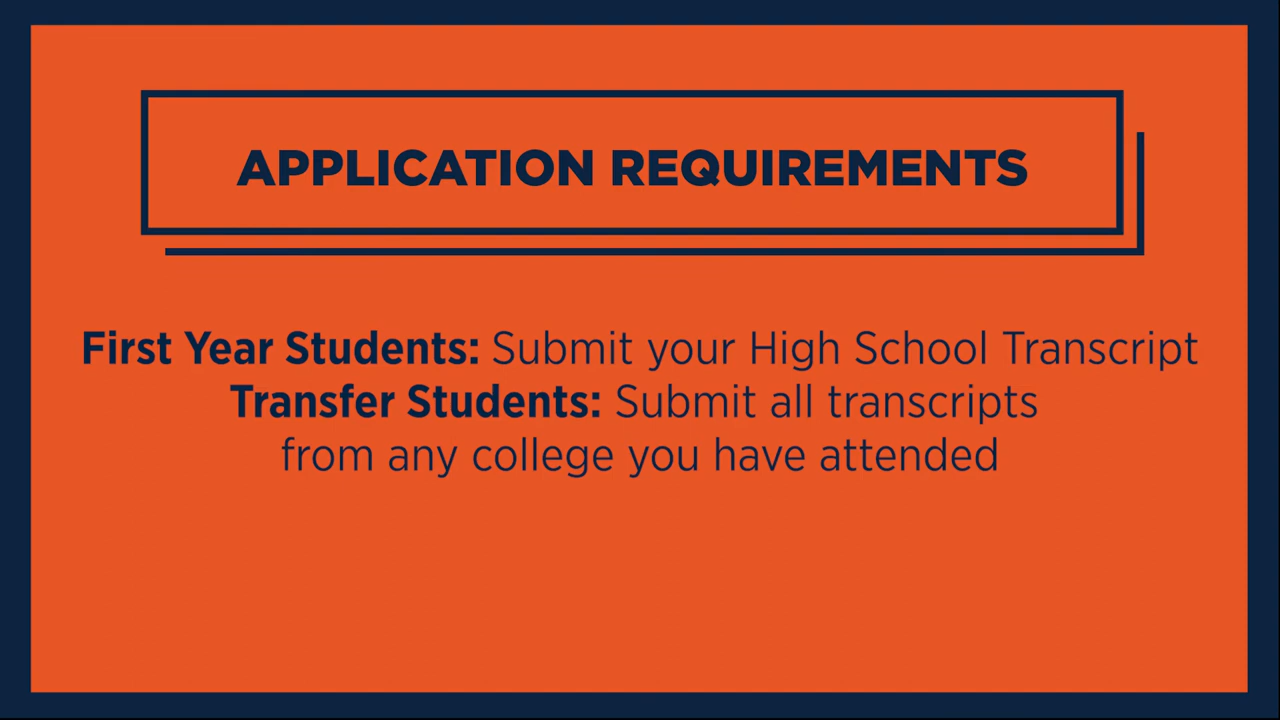 APPLICATION REQUIREMENTS
First Year Students: Submit your High School Transcript
Transfer Students: Submit all transcripts
from any college you have attended